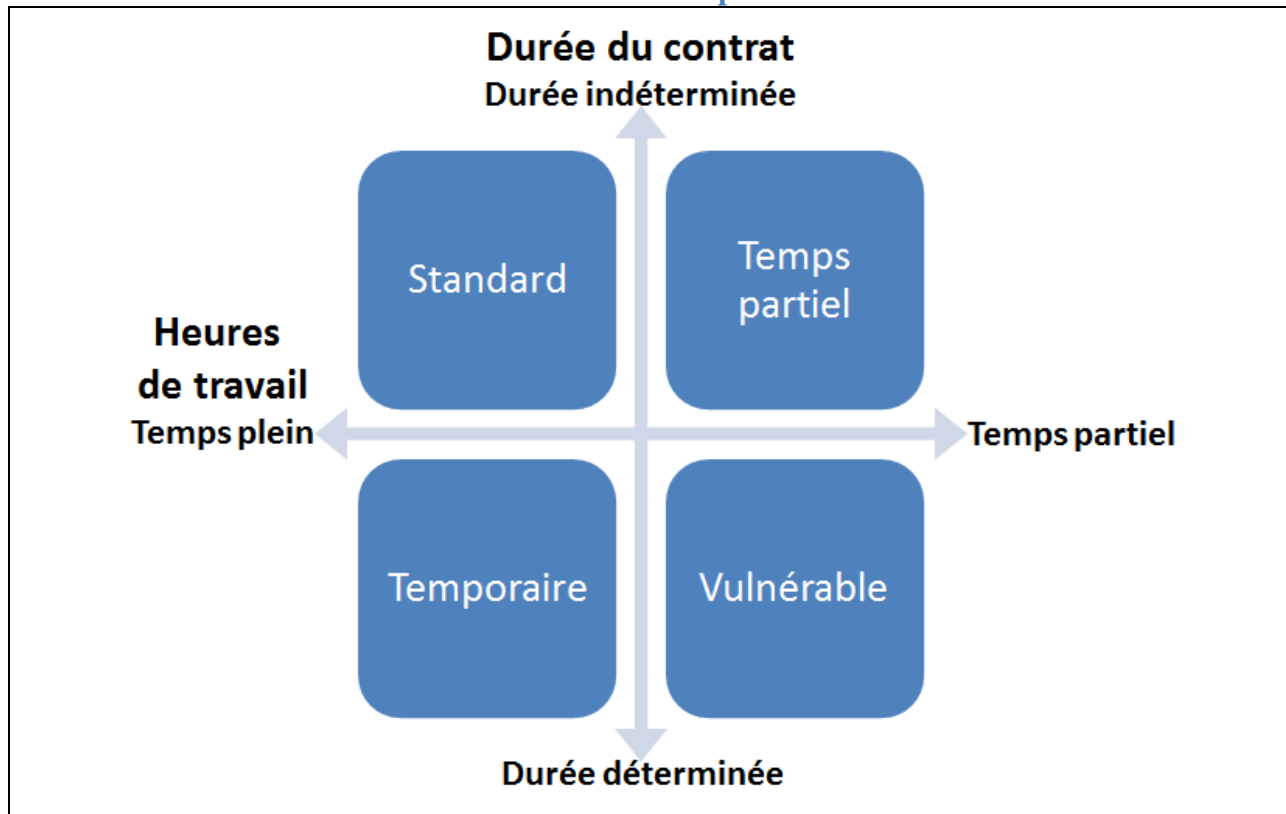 Durée du contrat
Durée indéterminée
Standard
Temps
partiel
Heures
de travail
Temps plein
Temps partiel
Temporaire
Vulnérable
Durée déterminée